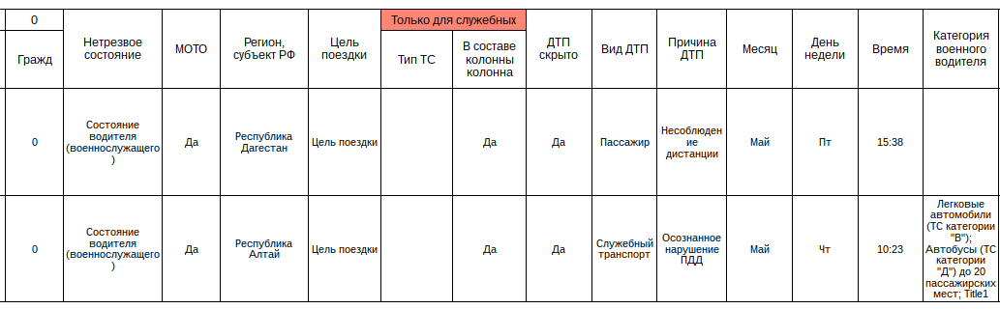 0
Только для служебных
Гражд
Нетрезвое
состояние
МОТО
Регион,
субъект РФ
Цель
поездки
Тип ТС
В составе
колонны
колонна
ДТП
скрыто
Вид ДТП
Причина
ДТП
Месяц
День
недели
Время
Категория
военного
водителя
0
Состояние
водителя
(военнослужащего
)
Да
Республика
Дагестан
Цель поездки
Да
Да
Пассажир
Несоблюден
ие
дистанции
Май
Пт
15:38
0
Состояние
водителя
(военнослужащего
)
Да
Республика
Алтай
Цель поездки
Да
Да
Служебный
транспорт
Осознанное
нарушение
ПДД
Май
Чт
10:23
Легковые
автомобили
(ТС категории
"В");
Автобусы (ТС
категории
"Д") до 20
пассажирских
мест; Title1